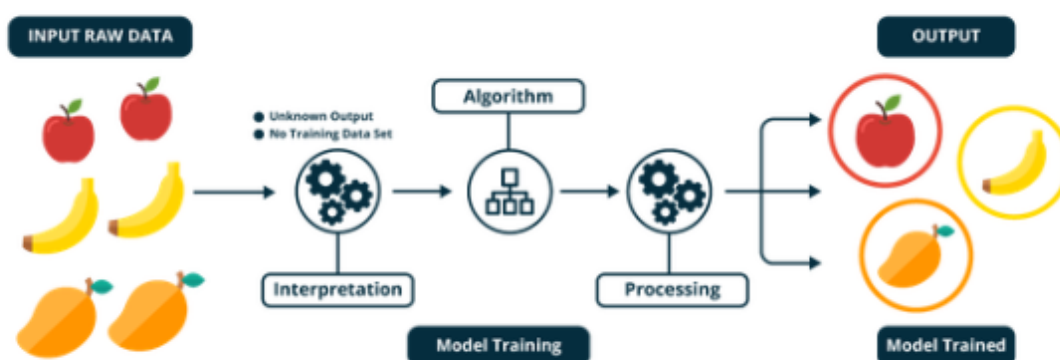 INPUT RAW DATA
OUTPUT
Algorithm
Unknown Output
No Training Data Set
Interpretation
Processing
Model Training
Model Trained